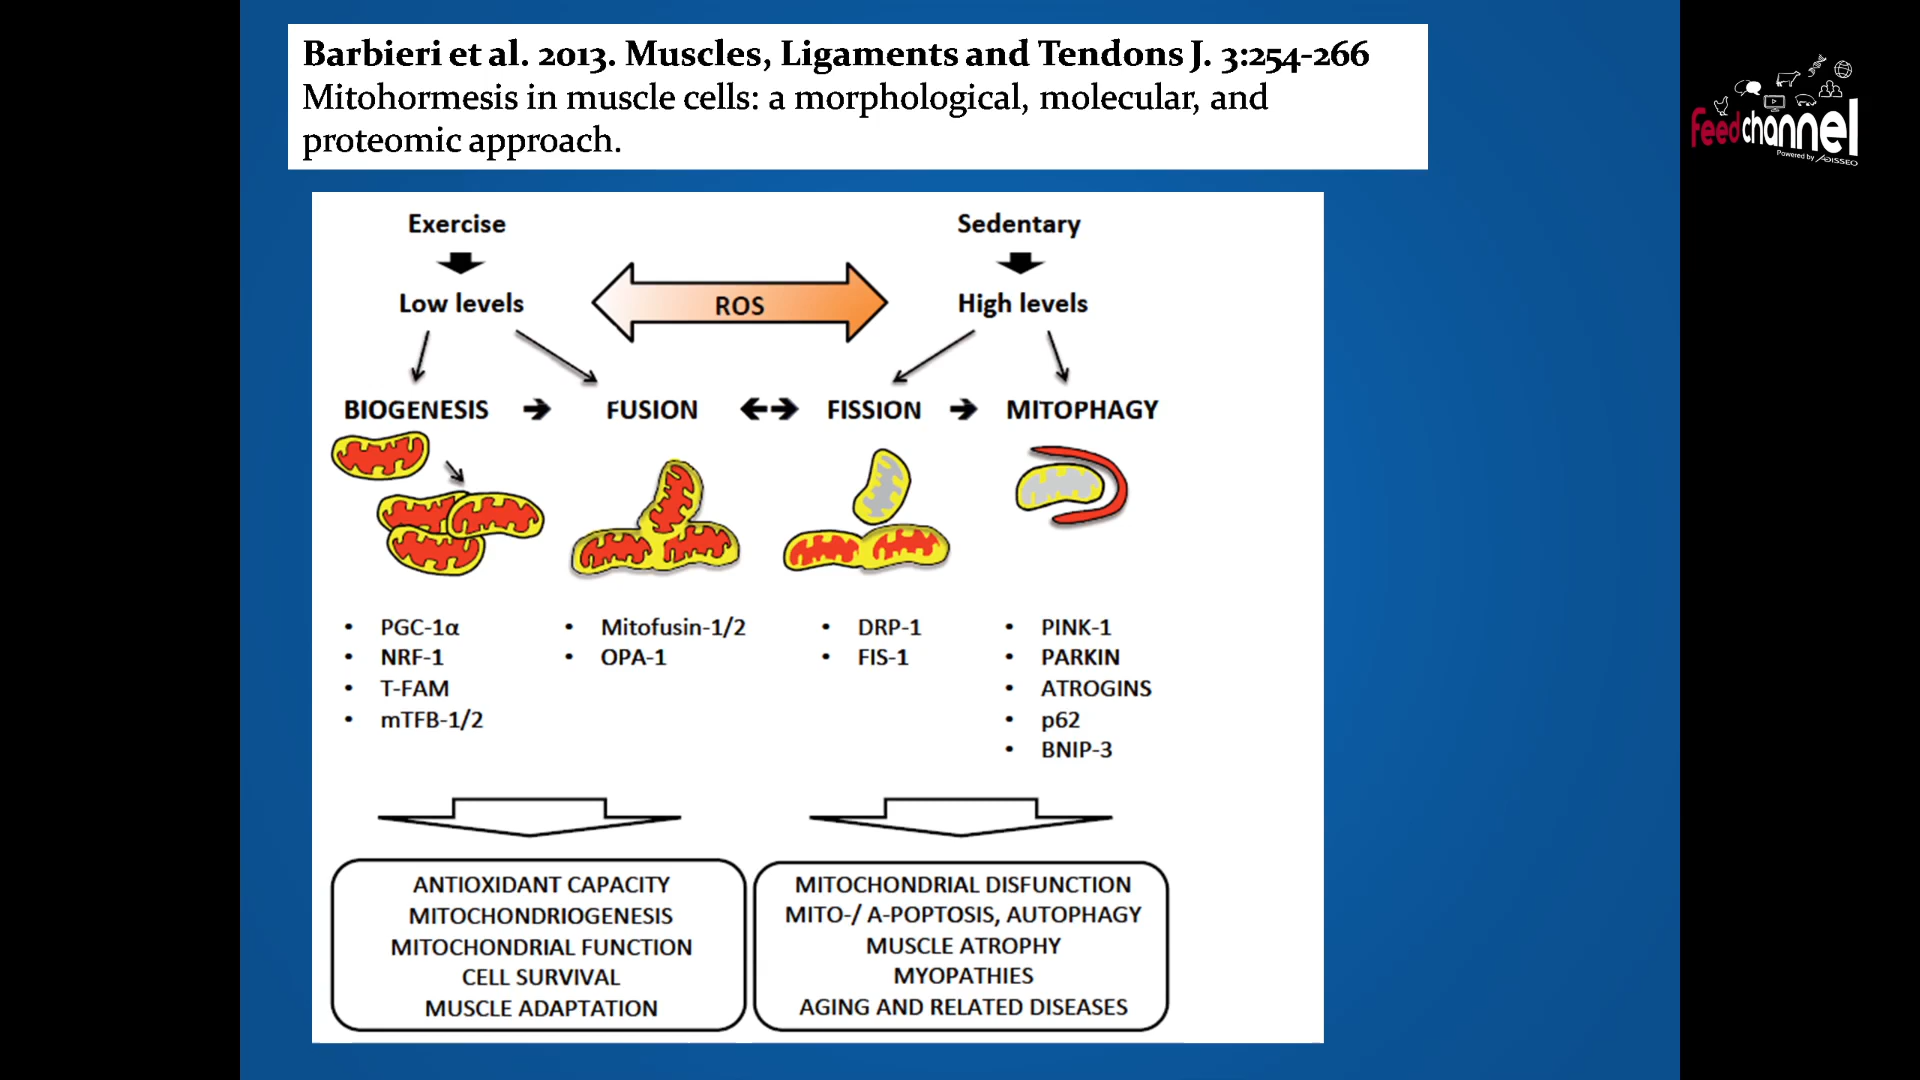 Barbieri et al. 2013. Muscles, Ligaments and Tendons J. 3:254-266
Mitohormesis in muscle cells: a morphological, molecular, and
proteomic approach.
feedchannel
Powered by ADISSEO
Exercise
Sedentary
Low levels
ROS
High levels
BIOGENESIS
FUSION
FISSION
MITOPHAGY
• PGC-1α
• NRF-1
• T-FAM
• mTFB-1/2
• Mitofusin-1/2
• OPA-1
• DRP-1
• FIS-1
• PINK-1
• PARKIN
• ATROGINS
• p62
• BNIP-3
ANTIOXIDANT CAPACITY
MITOCHONDRIOGENESIS
MITOCHONDRIAL FUNCTION
CELL SURVIVAL
MUSCLE ADAPTATION
MITOCHONDRIAL DISFUNCTION
MITO-/ A-POPTOSIS, AUTOPHAGY
MUSCLE ATROPHY
MYOPATHIES
AGING AND RELATED DISEASES